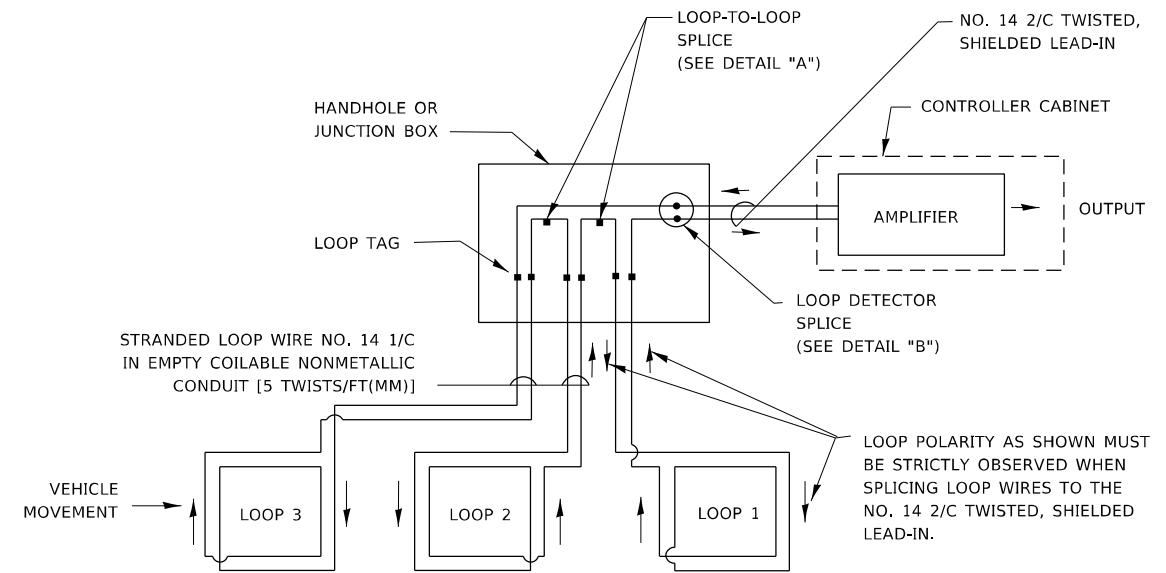 LOOP-TO-LOOP
SPLICE
(SEE DETAIL "A")
NO. 14 2/C TWISTED,
SHIELDED LEAD-IN
HANDHOLE OR
JUNCTION BOX
CONTROLLER CABINET
AMPLIFIER
OUTPUT
LOOP TAG
LOOP DETECTOR
SPLICE
(SEE DETAIL "B")
STRANDED LOOP WIRE NO. 14 1/C
IN EMPTY COILABLE NONMETALLIC
CONDUIT [5 TWISTS/FT(MM)]
LOOP POLARITY AS SHOWN MUST
BE STRICTLY OBSERVED WHEN
SPLICING LOOP WIRES TO THE
NO. 14 2/C TWISTED, SHIELDED
LEAD-IN.
VEHICLE
MOVEMENT
LOOP 3
LOOP 2
LOOP 1